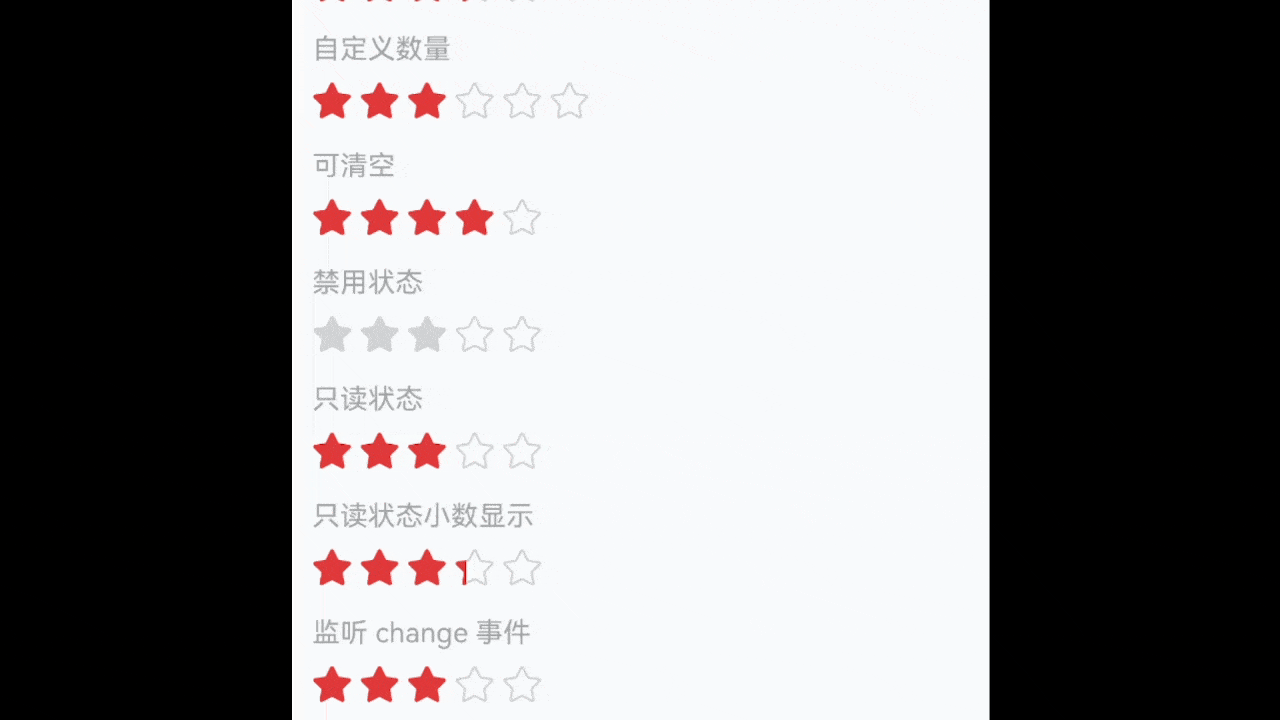 自定义数量
可清空
禁用状态
只读状态
只读状态小数显示
监听 change 事件